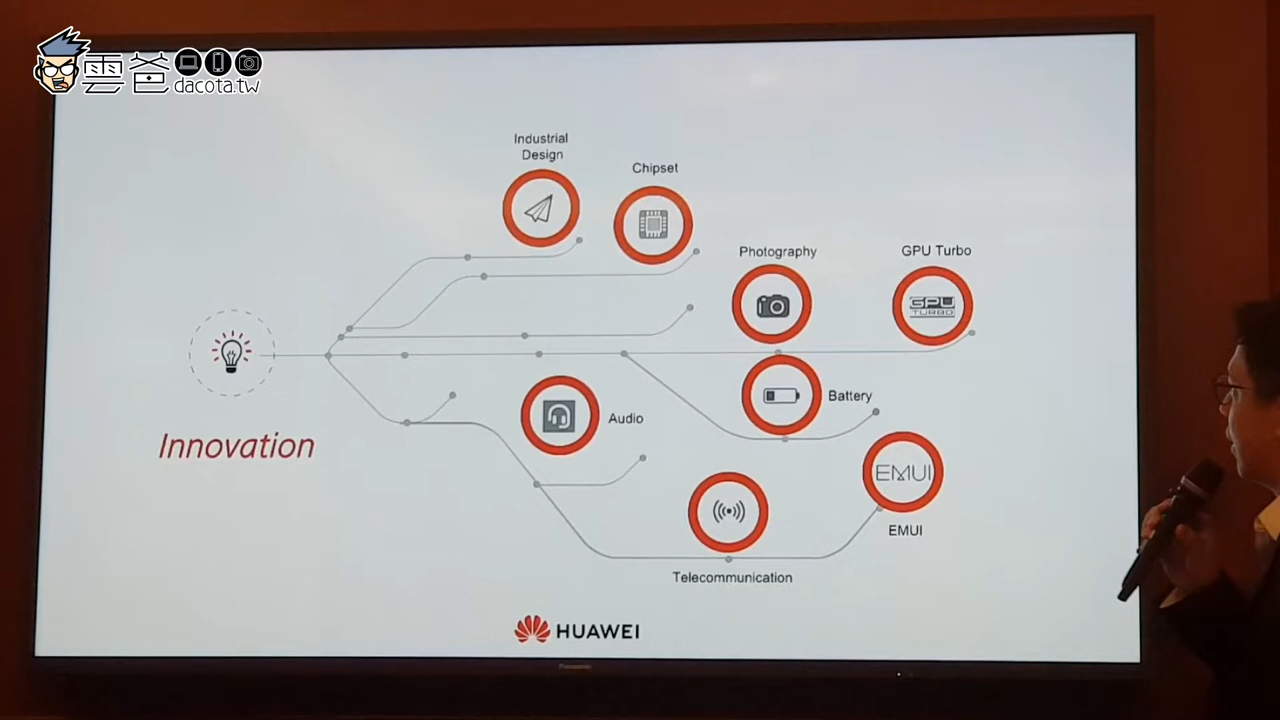 雲爸
dacota.tw
Industrial
Design
Chipset
Photography
GPU Turbo
GPU
TURBO
Innovation
Audio
Battery
EMUI
EMUI
Telecommunication
HUAWEI
Panasonic